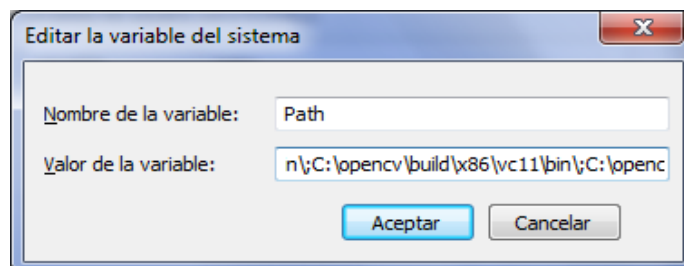 Editar la variable del sistema
Nombre de la variable: Path
Valor de la variable: n\;C:\opencv\build\x86\vc11\bin\;C:\openc
Aceptar Cancelar